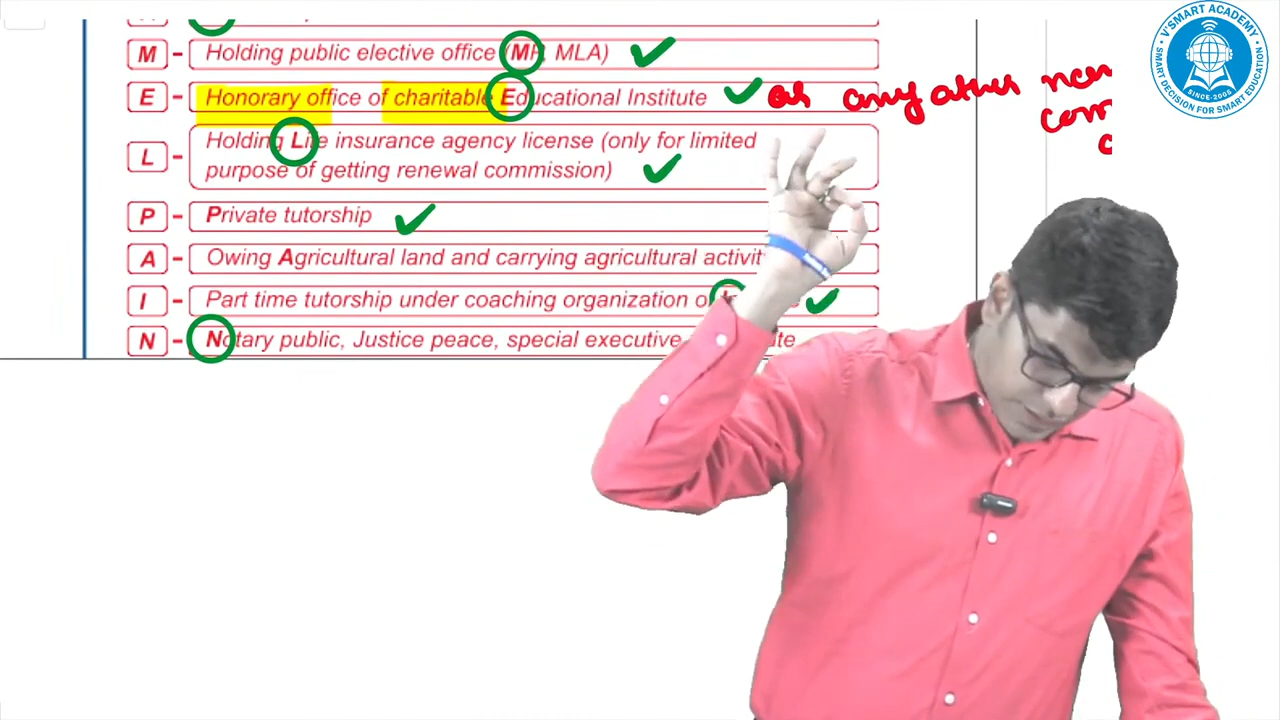 M - Holding public elective office (MP, MLA)
E - Honorary office of charitable Educational Institute
or any other
L - Holding Life insurance agency license (only for limited
purpose of getting renewal commission)
P - Private tutorship
A - Owing Agricultural land and carrying agricultural
I - Part time tutorship under coaching organization
N - Notary public, Justice peace, special executive
V'SMART ACADEMY
SINCE-2005
SMART DECISION FOR SMART EDUCATION